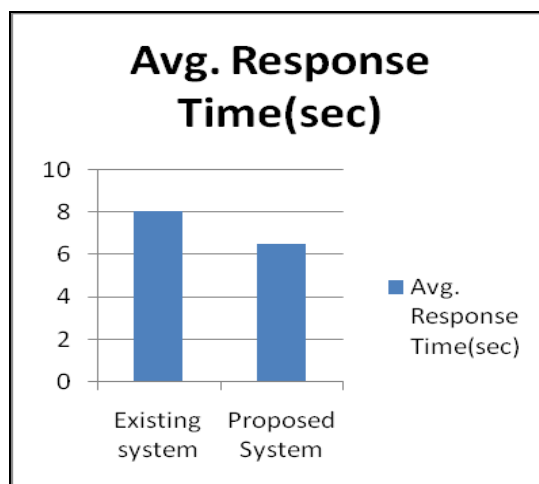 Avg. Response
Time(sec)
10
8
6
4
2
0
Existing
system
Proposed
System
Avg.
Response
Time(sec)